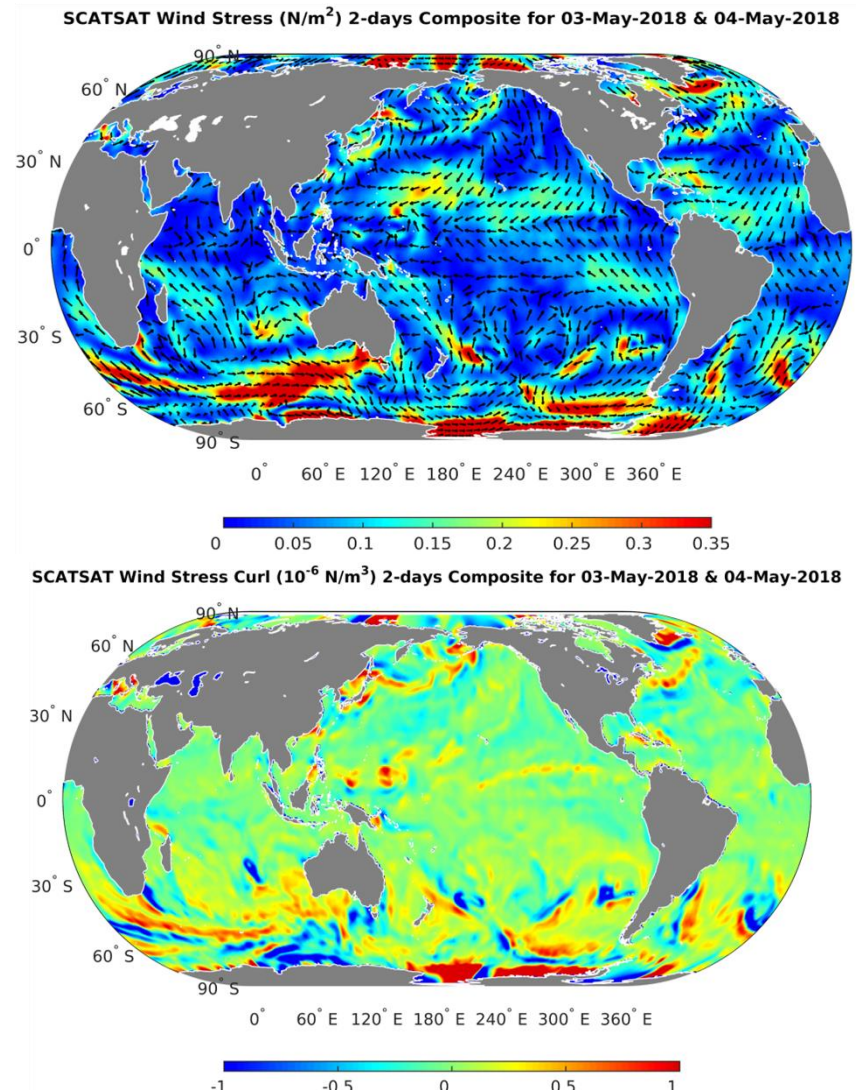 SCATSAT Wind Stress (N/m²) 2-days Composite for 03-May-2018 & 04-May-2018
90° N
60° N
30° N
0°
30° S
60° S
90° S
0° 60° E 120° E 180° E 240° E 300° E 360° E
0 0.05 0.1 0.15 0.2 0.25 0.3 0.35
SCATSAT Wind Stress Curl (10⁻⁶ N/m³) 2-days Composite for 03-May-2018 & 04-May-2018
90° N
60° N
30° N
0°
30° S
60° S
90° S
0° 60° E 120° E 180° E 240° E 300° E 360° E
-1 -0.5 0 0.5 1